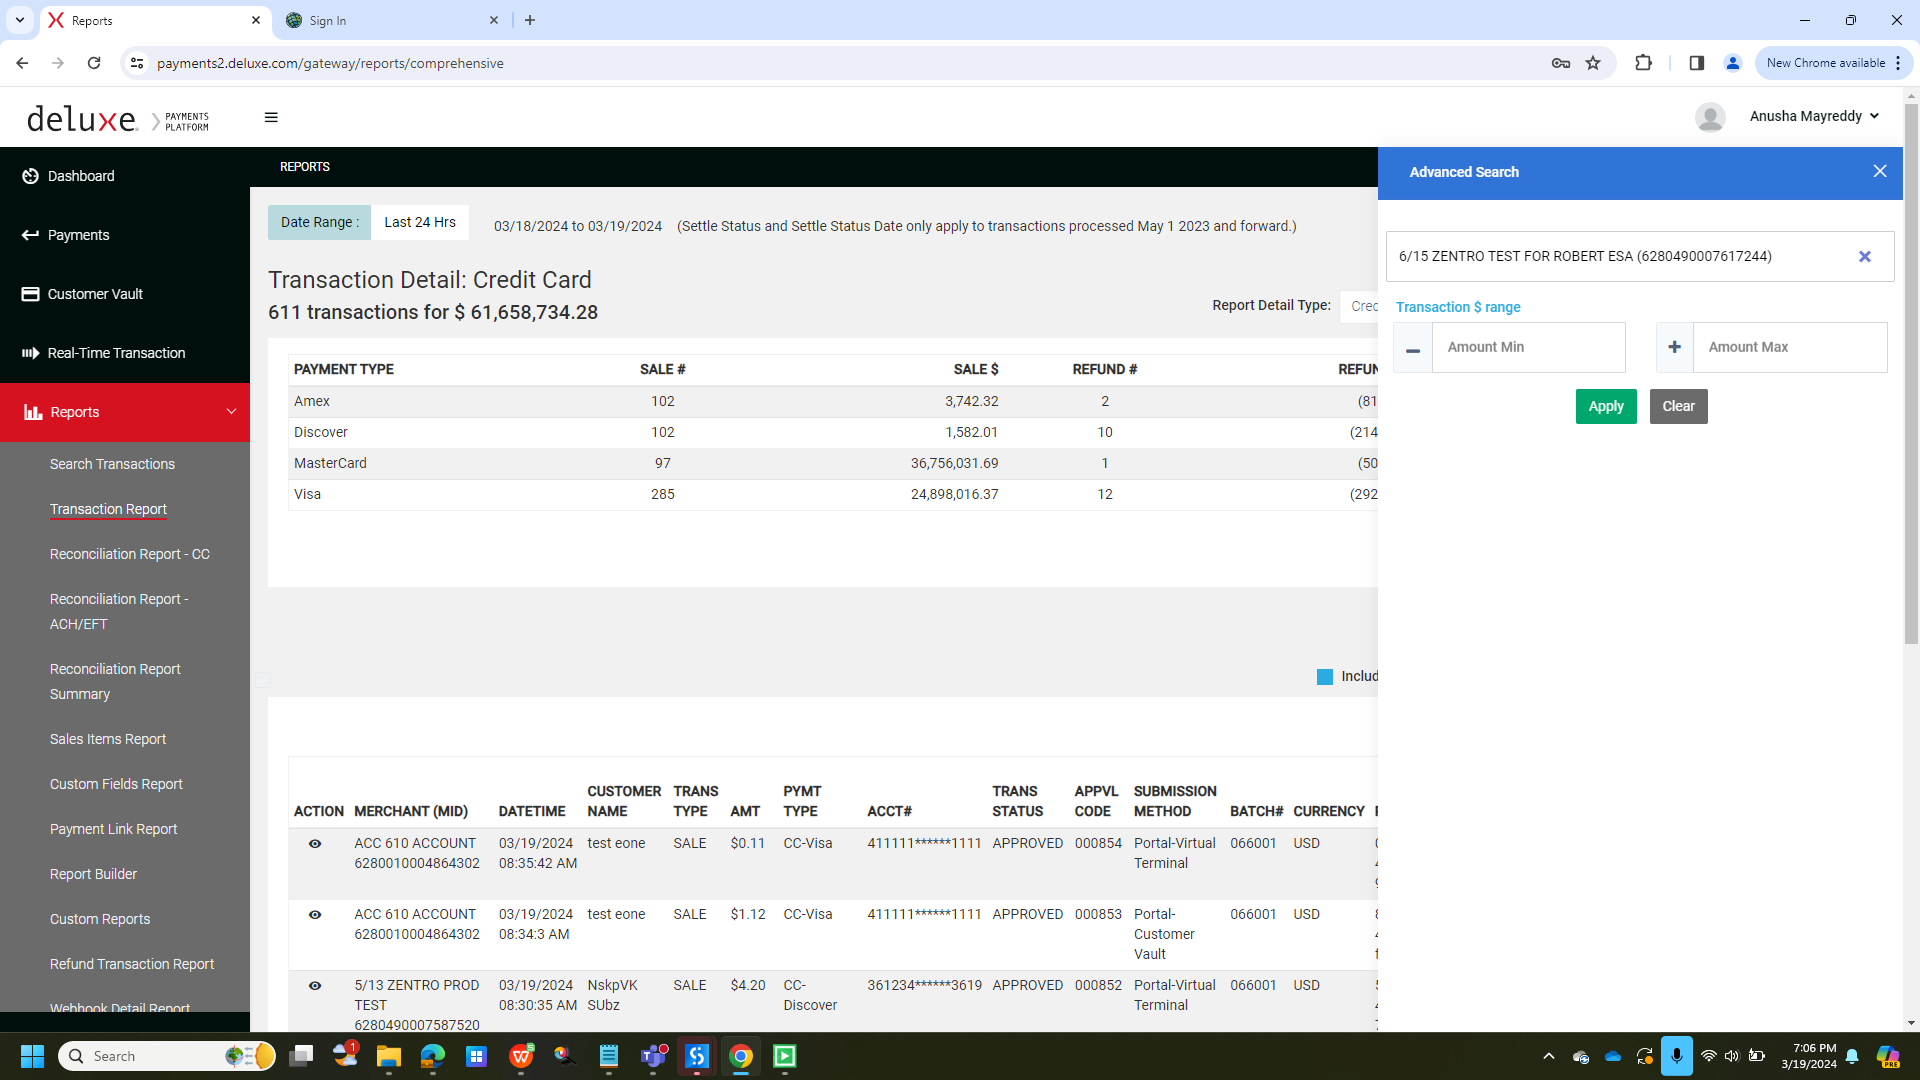 Reports
Sign In
payments2.deluxe.com/gateway/reports/comprehensive
New Chrome available
deluxe. PAYMENTS PLATFORM
Anusha Mayreddy
Dashboard
Payments
Customer Vault
Real-Time Transaction
Reports
Search Transactions
Transaction Report
Reconciliation Report - CC
Reconciliation Report -
ACH/EFT
Reconciliation Report
Summary
Sales Items Report
Custom Fields Report
Payment Link Report
Report Builder
Custom Reports
Refund Transaction Report
Webhook Detail Report
REPORTS
Date Range : Last 24 Hrs 03/18/2024 to 03/19/2024 (Settle Status and Settle Status Date only apply to transactions processed May 1 2023 and forward.)
Transaction Detail: Credit Card
611 transactions for $ 61,658,734.28
Report Detail Type: Cred
PAYMENT TYPE SALE # SALE $ REFUND # REFUN
Amex 102 3,742.32 2 (81
Discover 102 1,582.01 10 (214
MasterCard 97 36,756,031.69 1 (50
Visa 285 24,898,016.37 12 (292
Includ
ACTION MERCHANT (MID) DATETIME CUSTOMER NAME TRANS TYPE AMT PYMT TYPE ACCT# TRANS STATUS APPVL CODE SUBMISSION METHOD BATCH# CURRENCY
ACC 610 ACCOUNT 03/19/2024 test eone SALE $0.11 CC-Visa 411111******1111 APPROVED 000854 Portal-Virtual 066001 USD
6280010004864302 08:35:42 AM Terminal
ACC 610 ACCOUNT 03/19/2024 test eone SALE $1.12 CC-Visa 411111******1111 APPROVED 000853 Portal- 066001 USD
6280010004864302 08:34:3 AM Customer
Vault
5/13 ZENTRO PROD 03/19/2024 NskpVK SALE $4.20 CC- 361234******3619 APPROVED 000852 Portal-Virtual 066001 USD
TEST 08:30:35 AM SUbz Discover Terminal
6280490007587520
Advanced Search
6/15 ZENTRO TEST FOR ROBERT ESA (6280490007617244)
Transaction $ range
Amount Min Amount Max
Apply Clear
Search
1
7:06 PM
3/19/2024
PRE